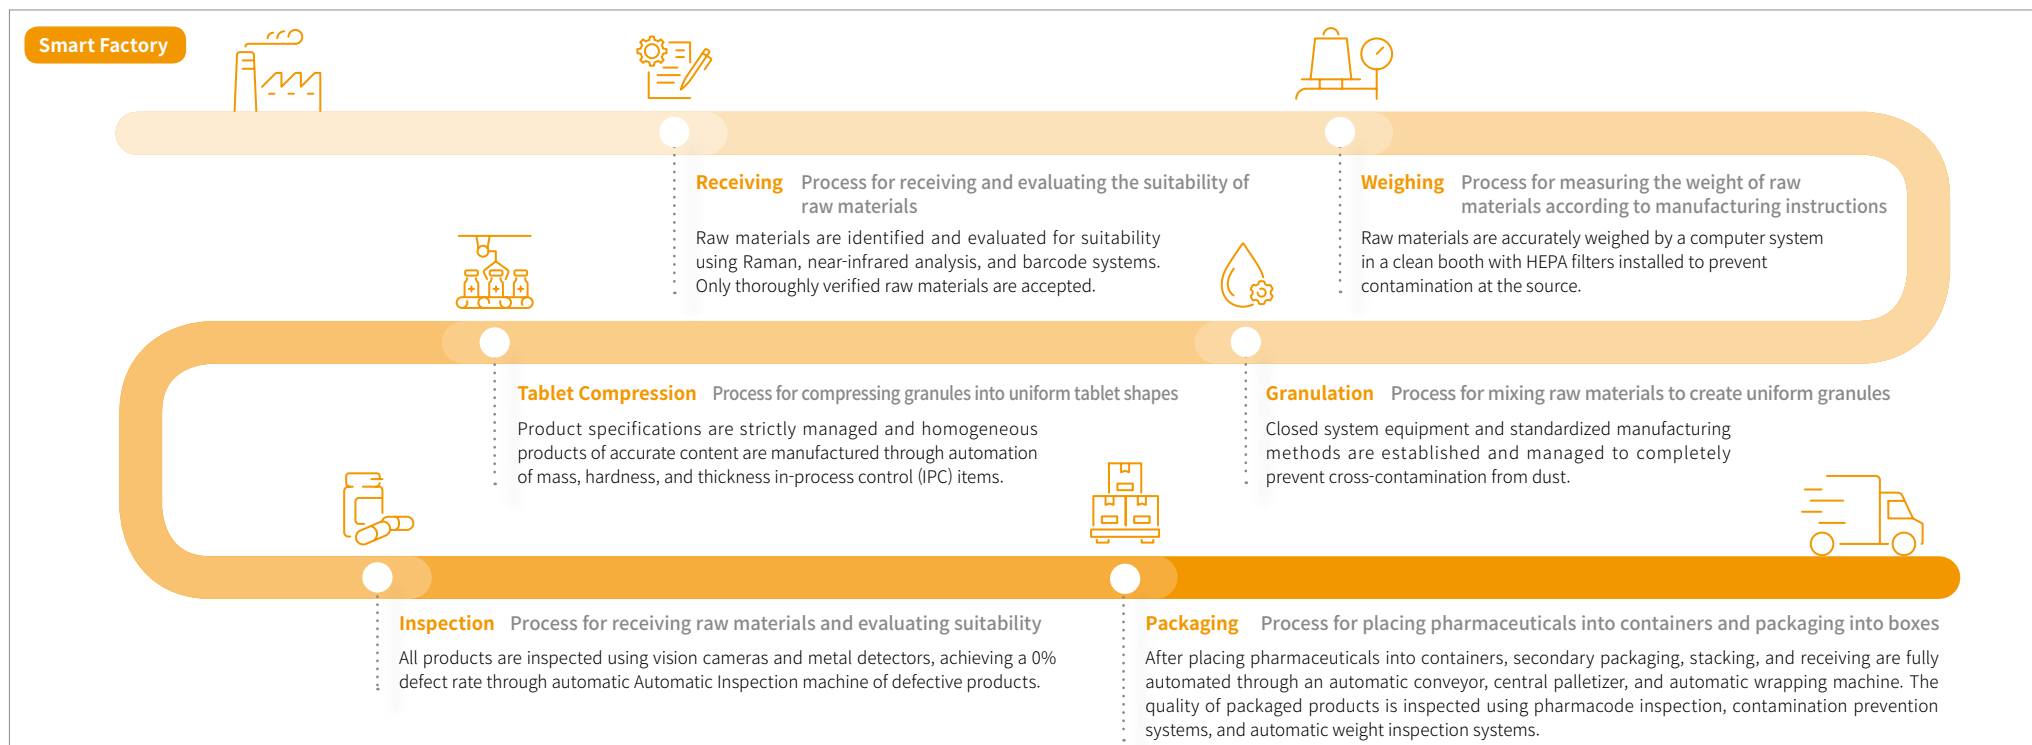 Smart Factory
Receiving Process for receiving and evaluating the suitability of
raw materials
Raw materials are identified and evaluated for suitability
using Raman, near-infrared analysis, and barcode systems.
Only thoroughly verified raw materials are accepted.
Weighing Process for measuring the weight of raw
materials according to manufacturing instructions
Raw materials are accurately weighed by a computer system
in a clean booth with HEPA filters installed to prevent
contamination at the source.
Granulation Process for mixing raw materials to create uniform granules
Closed system equipment and standardized manufacturing
methods are established and managed to completely
prevent cross-contamination from dust.
Tablet Compression Process for compressing granules into uniform tablet shapes
Product specifications are strictly managed and homogeneous
products of accurate content are manufactured through automation
of mass, hardness, and thickness in-process control (IPC) items.
Inspection Process for receiving raw materials and evaluating suitability
All products are inspected using vision cameras and metal detectors, achieving a 0%
defect rate through automatic Automatic Inspection machine of defective products.
Packaging Process for placing pharmaceuticals into containers and packaging into boxes
After placing pharmaceuticals into containers, secondary packaging, stacking, and receiving are fully
automated through an automatic conveyor, central palletizer, and automatic wrapping machine. The
quality of packaged products is inspected using pharmacode inspection, contamination prevention
systems, and automatic weight inspection systems.